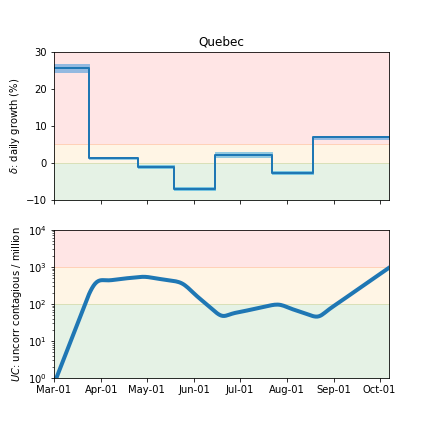 Quebec
δ: daily growth (%)
30
20
10
0
−10
UC: uncorr contagious / million
10⁴
10³
10²
10¹
10⁰
Mar-01 Apr-01 May-01 Jun-01 Jul-01 Aug-01 Sep-01 Oct-01